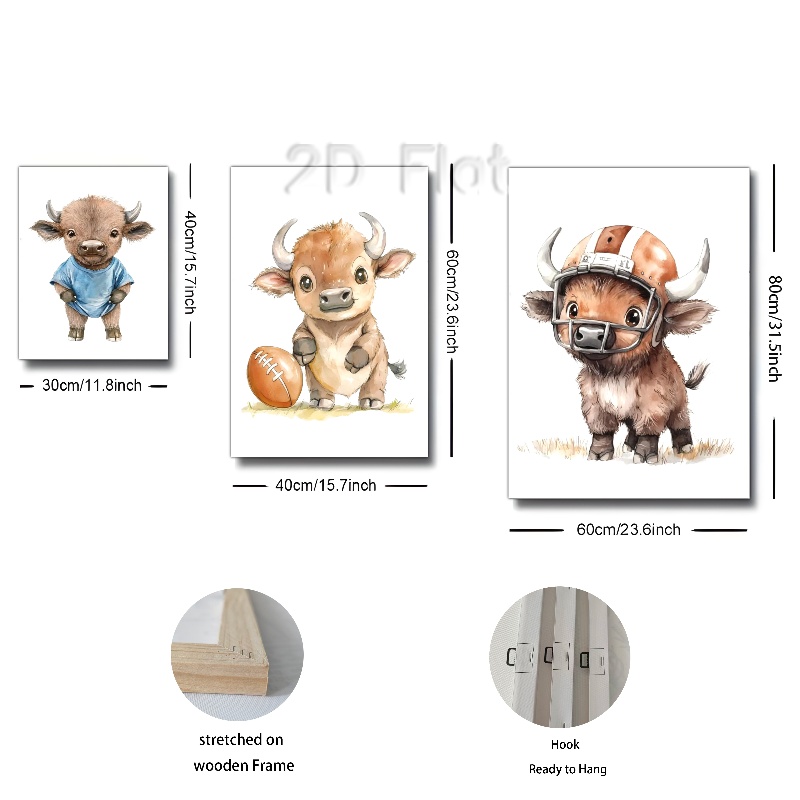 2D Flat
40cm/15.7inch
30cm/11.8inch
60cm/23.6inch
40cm/15.7inch
80cm/31.5inch
60cm/23.6inch
stretched on
wooden Frame
Hook
Ready to Hang